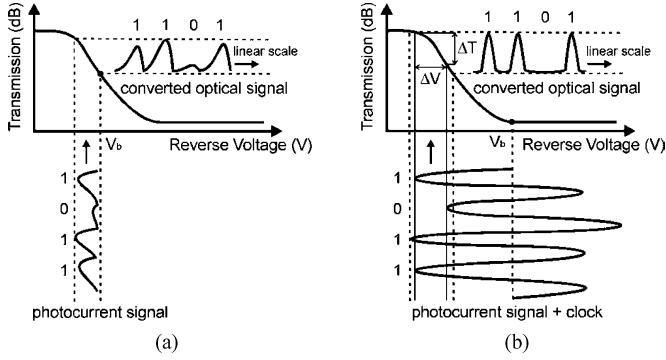 Transmission (dB)
1 1 0 1
linear scale
converted optical signal
Vb
Reverse Voltage (V)
1
0
1
1
photocurrent signal
(a)
Transmission (dB)
1 1 0 1
ΔT
linear scale
ΔV
converted optical signal
Vb
Reverse Voltage (V)
1
0
1
1
photocurrent signal + clock
(b)